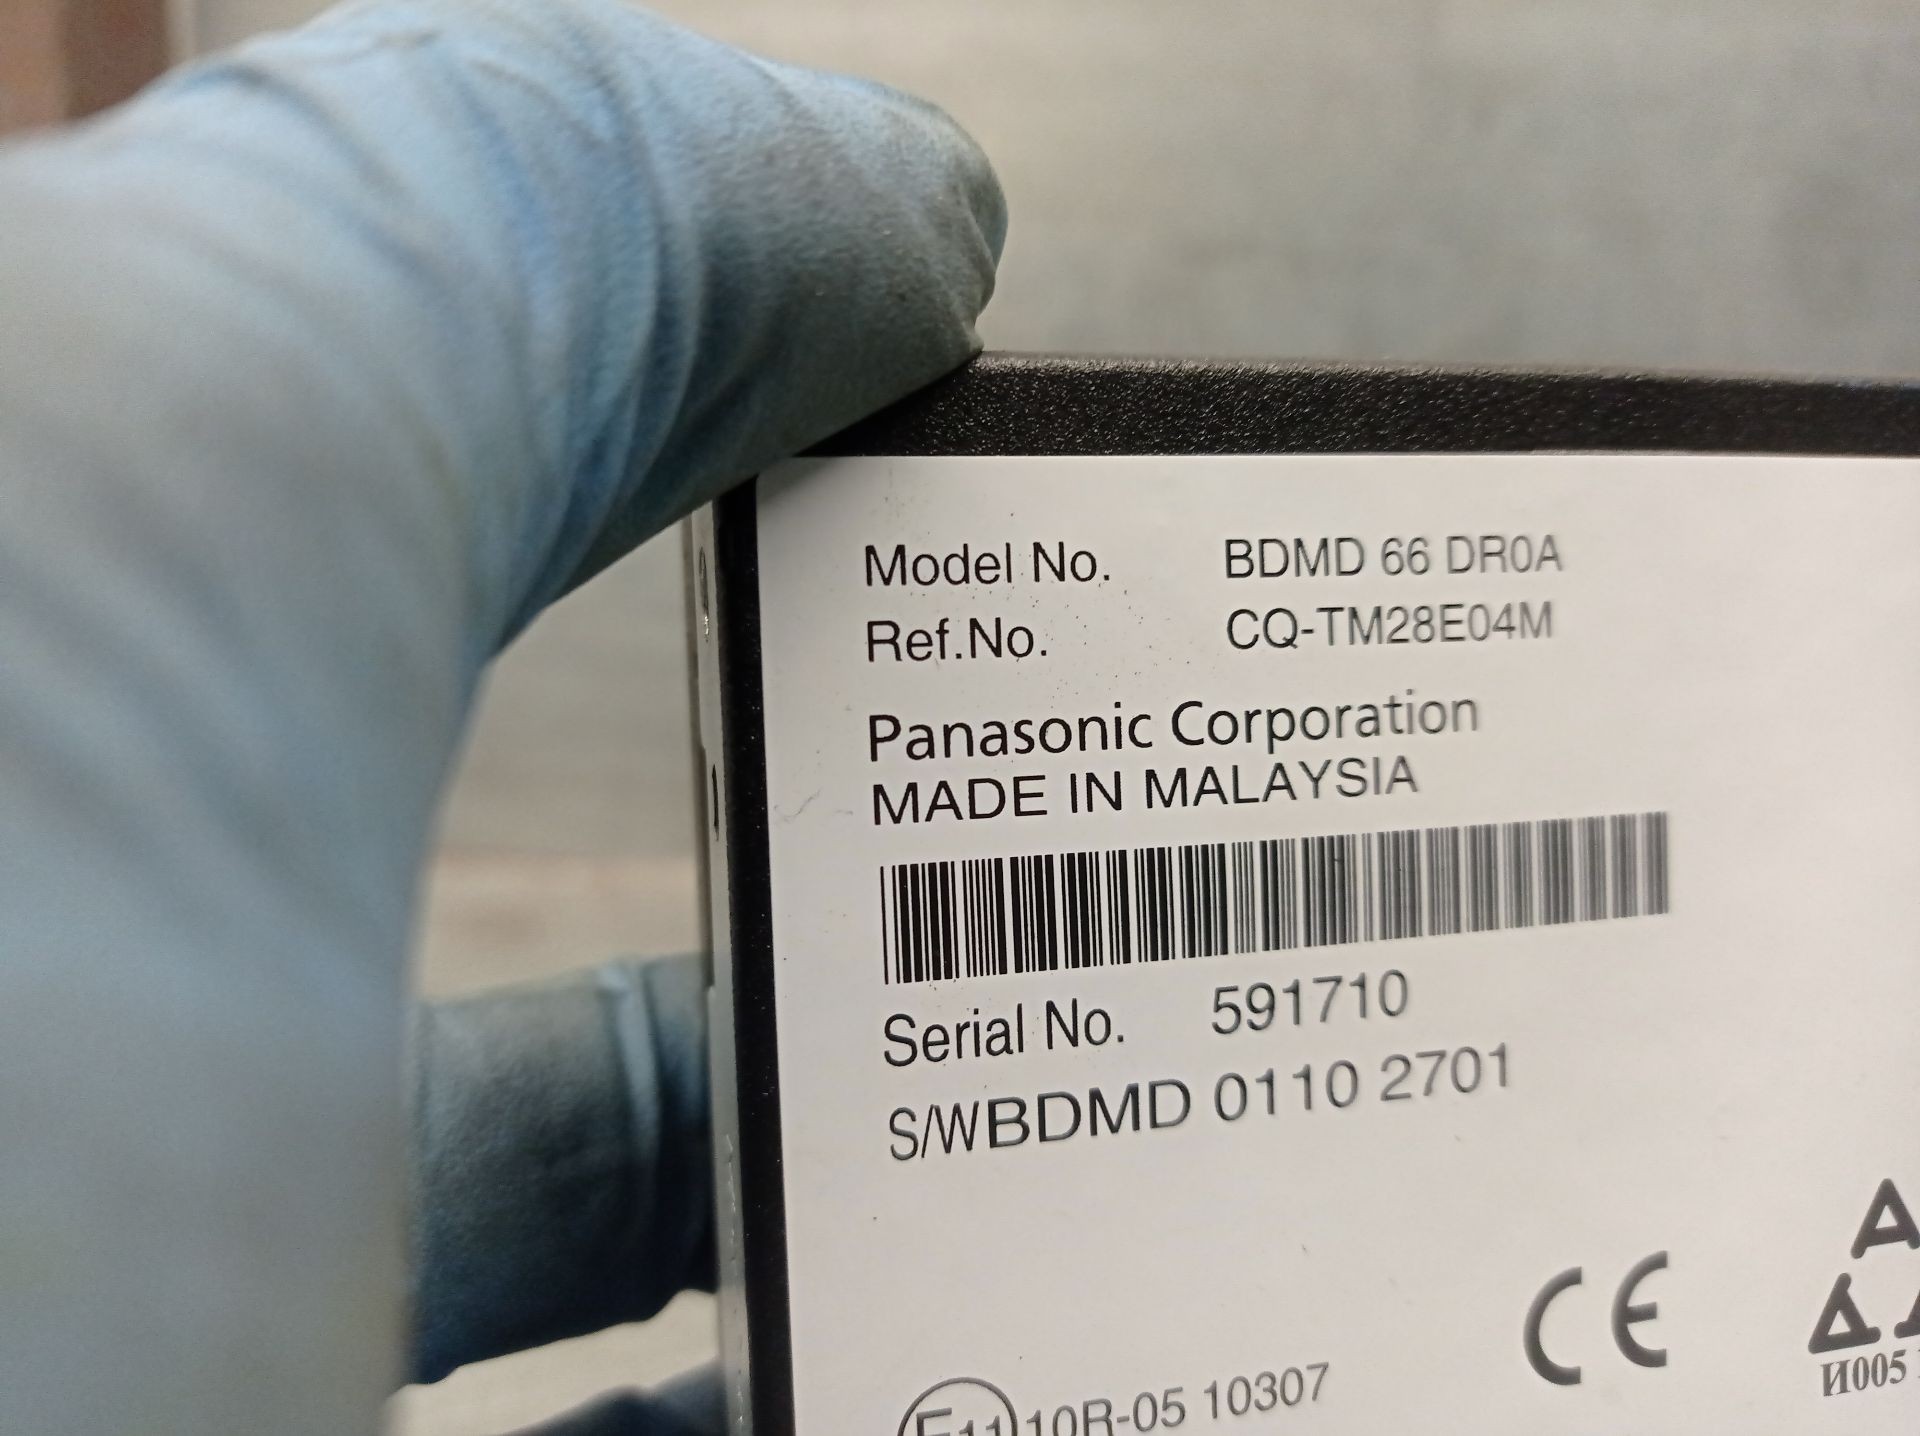 Model No. BDMD 66 DR0A
Ref.No. CQ-TM28E04M
Panasonic Corporation
MADE IN MALAYSIA
Serial No. 591710
S/WBDMD 0110 2701
CE
И005
E11 10R-05 10307